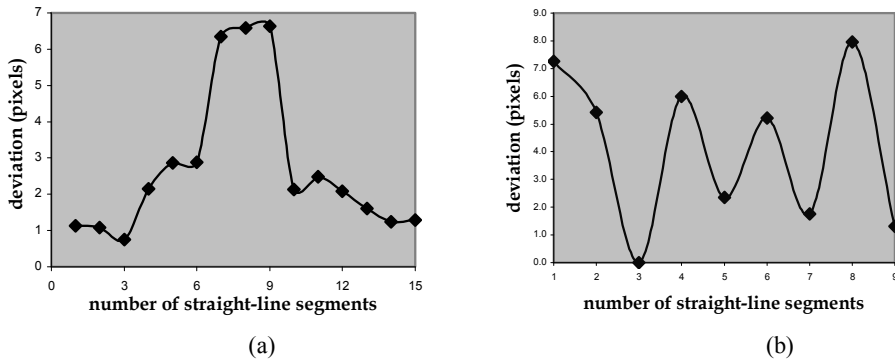 7
6
5
4
3
2
1
0
deviation (pixels)
0 3 6 9 12 15
number of straight-line segments
(a)
9.0
8.0
7.0
6.0
5.0
4.0
3.0
2.0
1.0
0.0
deviation (pixels)
1 2 3 4 5 6 7 8 9
number of straight-line segments
(b)